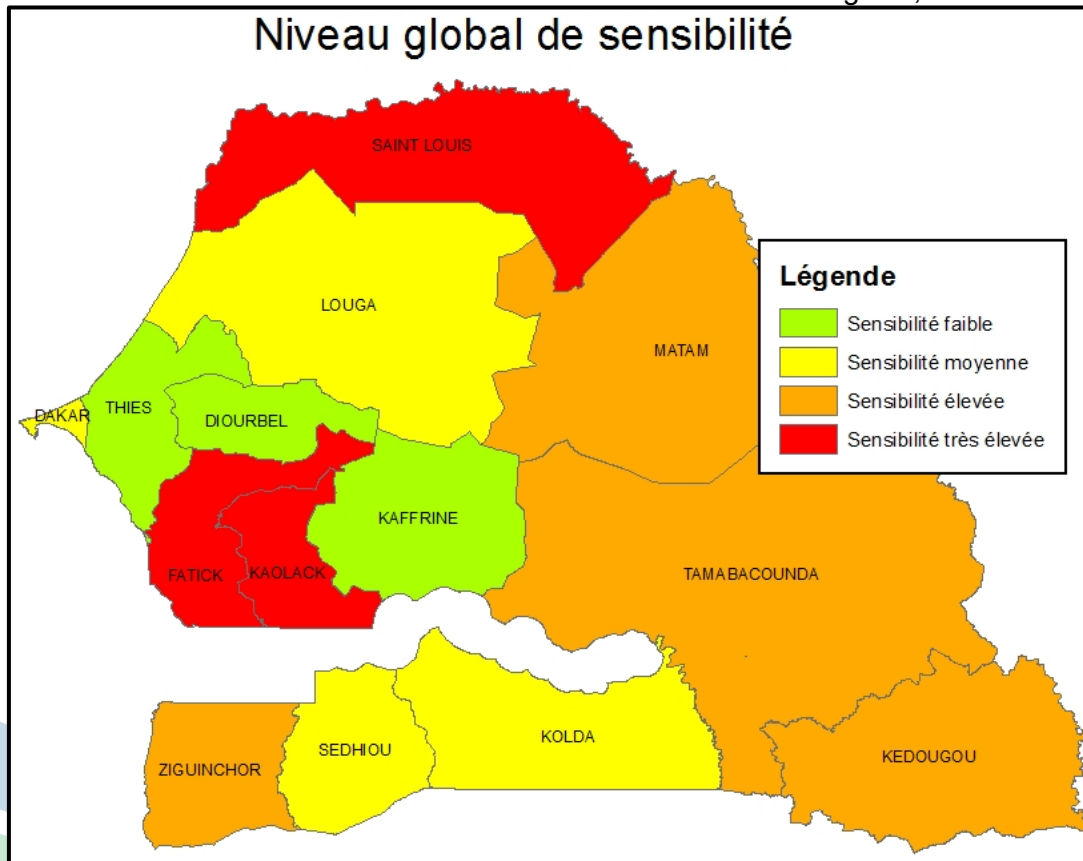 Niveau global de sensibilité
SAINT LOUIS
LOUGA
MATAM
Légende
Sensibilité faible
Sensibilité moyenne
Sensibilité élevée
Sensibilité très élevée
DAKAR
THIES
DIOURBEL
KAFFRINE
FATICK
KAOLACK
TAMABACOUNDA
ZIGUINCHOR
SEDHIOU
KOLDA
KEDOUGOU